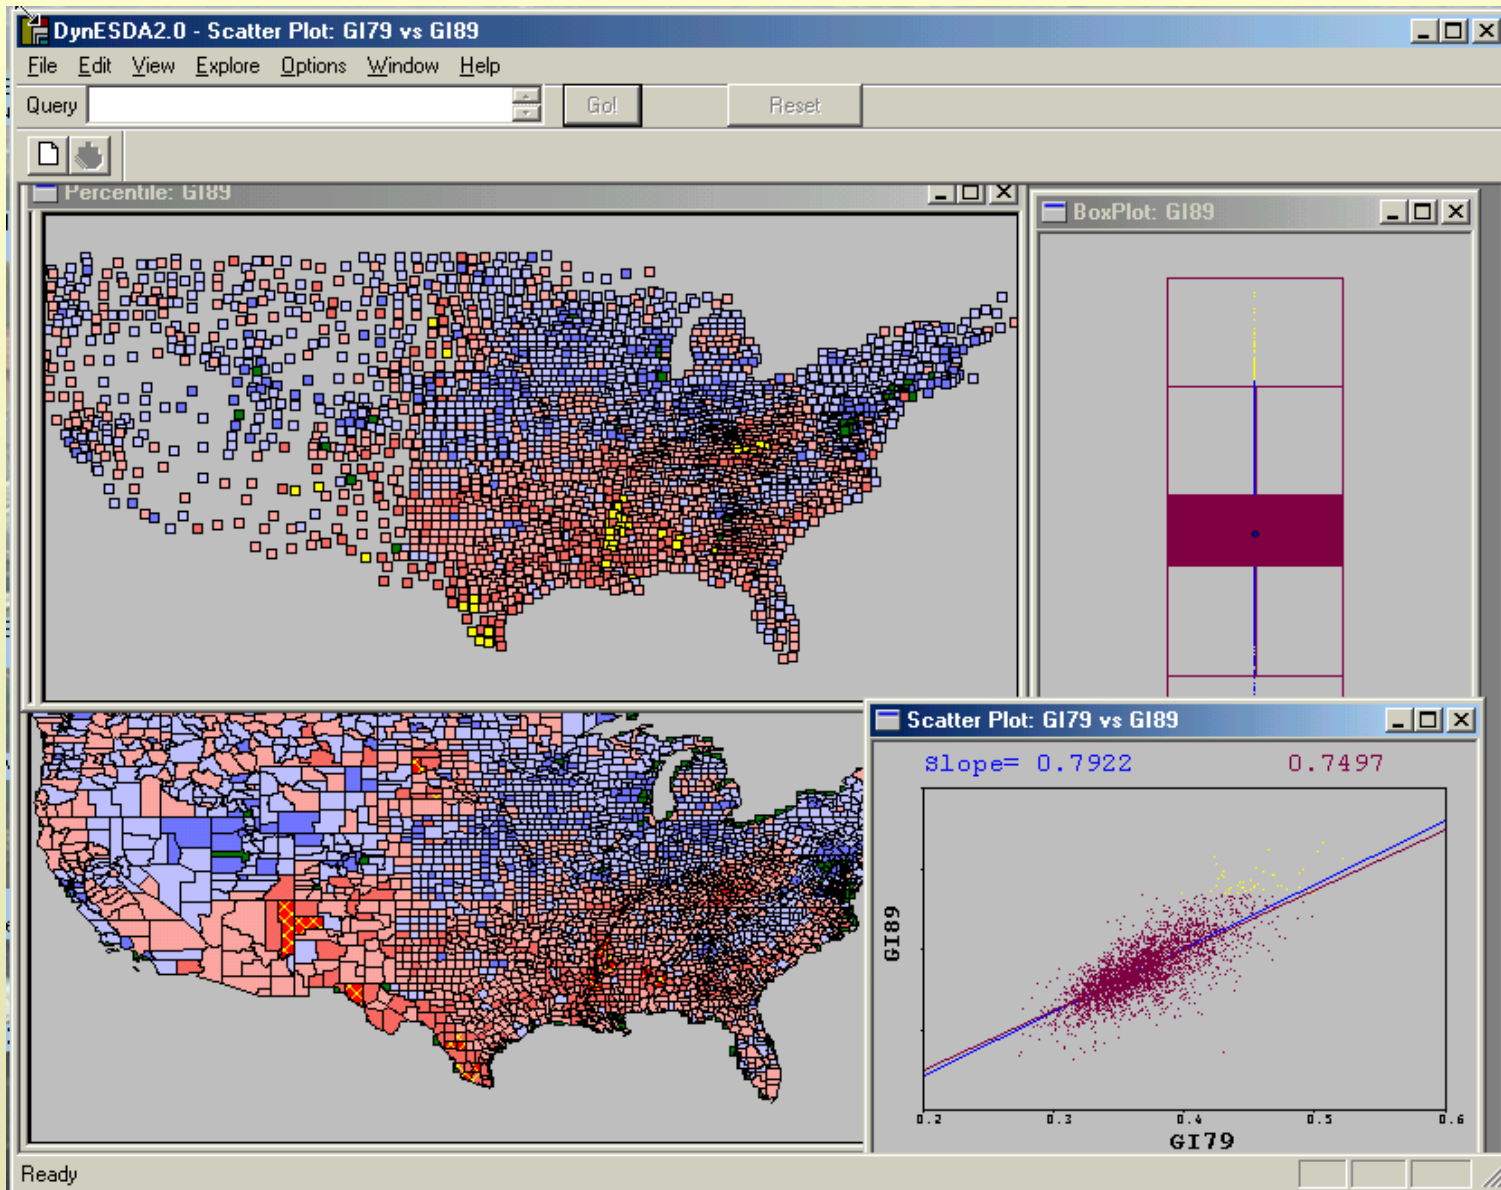 DynESDA2.0 - Scatter Plot: GI79 vs GI89
File Edit View Explore Options Window Help
Query Go! Reset
Percentile: GI89
BoxPlot: GI89
Scatter Plot: GI79 vs GI89
Slope= 0.7922 0.7497
GI89
0.2 0.3 0.4 0.5 0.6
GI79
Ready